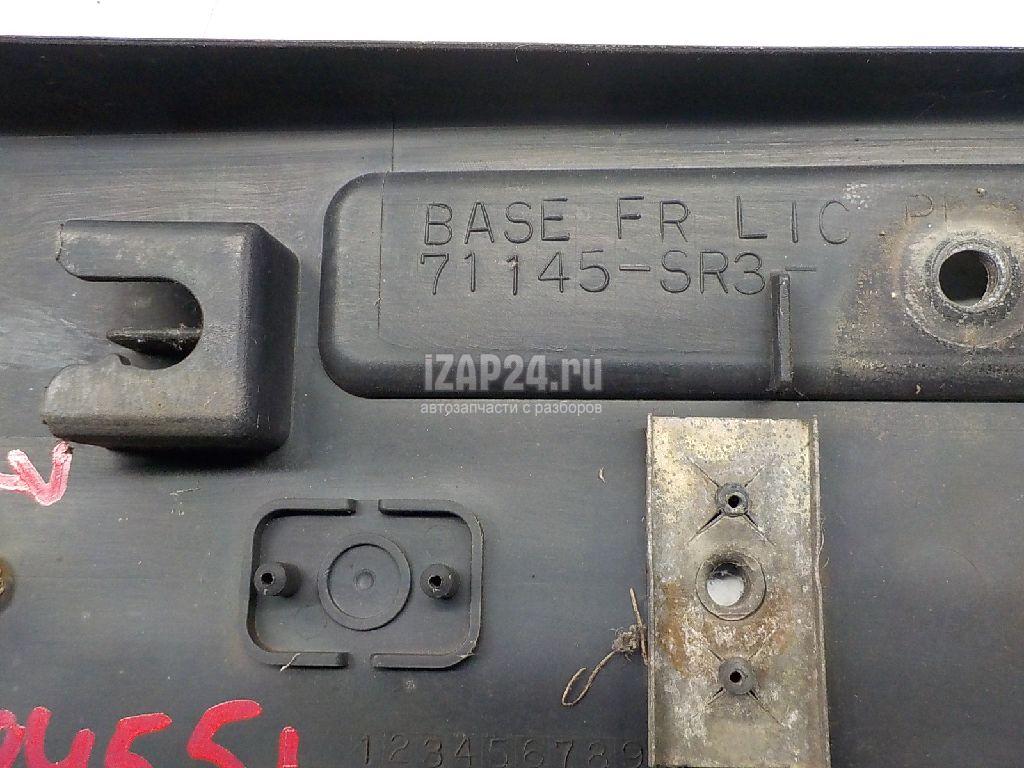 BASE FR LIC
71145-SR3-
iZAP24.ru
автозапчасти с разборов
123456789